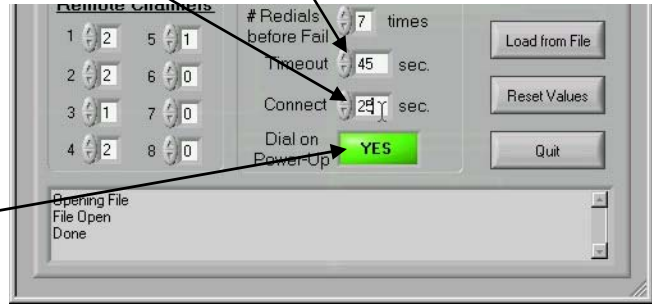 Remote Channels
1 2 5 1
2 2 6 0
3 1 7 0
4 2 8 0
# Redials before Fail 7 times
Timeout 45 sec.
Connect 25 sec.
Dial on Power-Up YES
Load from File
Reset Values
Quit
Opening File
File Open
Done